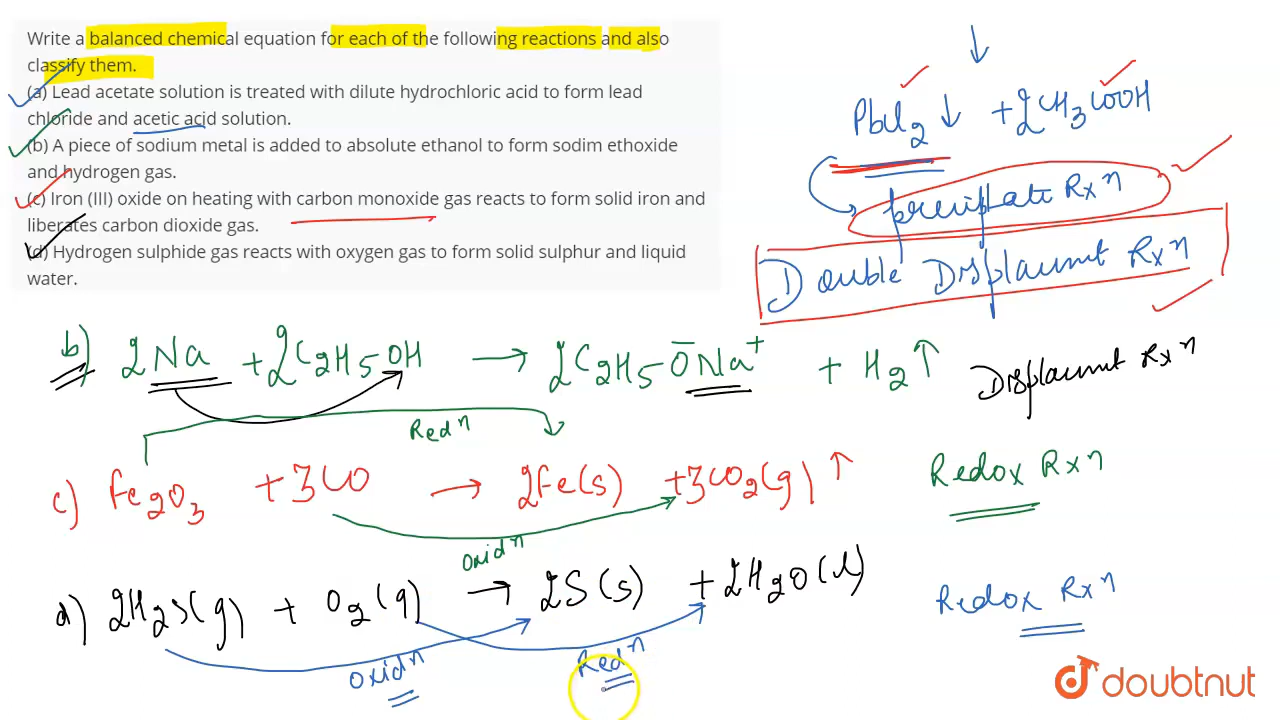 Write a balanced chemical equation for each of the following reactions and also
classify them.
(a) Lead acetate solution is treated with dilute hydrochloric acid to form lead
chloride and acetic acid solution.
(b) A piece of sodium metal is added to absolute ethanol to form sodim ethoxide
and hydrogen gas.
(c) Iron (III) oxide on heating with carbon monoxide gas reacts to form solid iron and
liberates carbon dioxide gas.
(d) Hydrogen sulphide gas reacts with oxygen gas to form solid sulphur and liquid
water.
↓
PbCl₂ ↓ + 2CH₃COOH
precipitate Rxn
Double Displacement Rxn
b) 2Na + 2C₂H₅OH → 2C₂H₅-O⁻Na⁺ + H₂ ↑ Displacement Rxn
Redn
c) Fe₂O₃ + 3CO → 2Fe(s) + 3CO₂(g) ↑ Redox Rxn
Oxidn
d) 2H₂S(g) + O₂(g) → 2S(s) + 2H₂O(l) Redox Rxn
Oxidn Redn
doubtnut